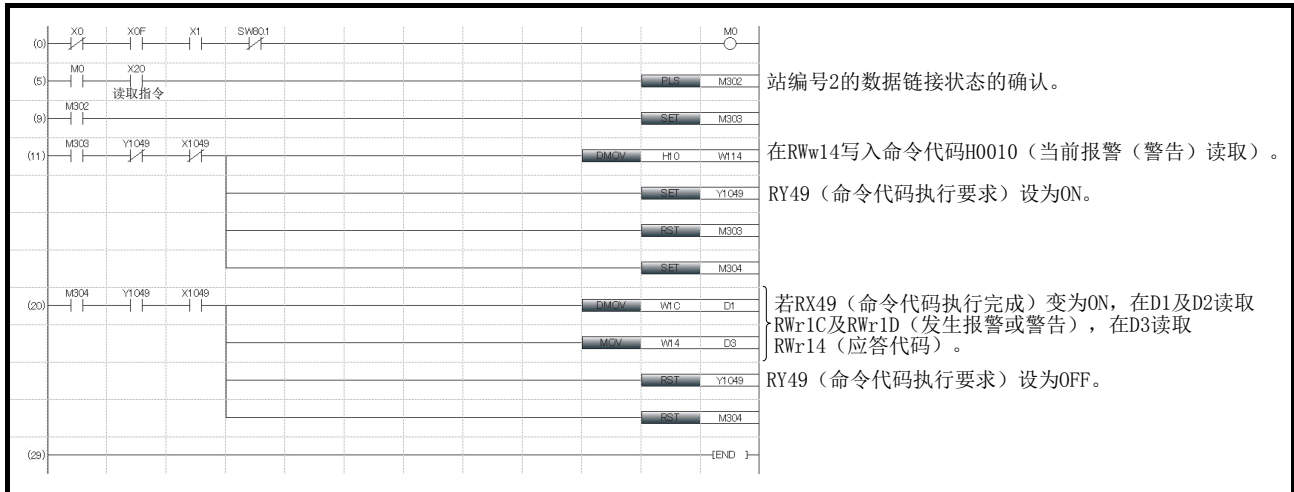 X0 X0F X1 SW80.1 M0
(0)
M0 X20
(5) PLS M302 站编号2的数据链接状态的确认。
读取指令
M302
(9) SET M303
M303 Y1049 X1049
(11) DMOV H10 W114 在RWw14写入命令代码H0010（当前报警（警告）读取）。
SET Y1049 RY49（命令代码执行要求）设为ON。
RST M303
SET M304
M304 Y1049 X1049
(20) DMOV W1C D1 若RX49（命令代码执行完成）变为ON，在D1及D2读取
RWr1C及RWr1D（发生报警或警告），在D3读取
MOV W14 D3 RWr14（应答代码）。
RST Y1049 RY49（命令代码执行要求）设为OFF。
RST M304
(29) [END ]